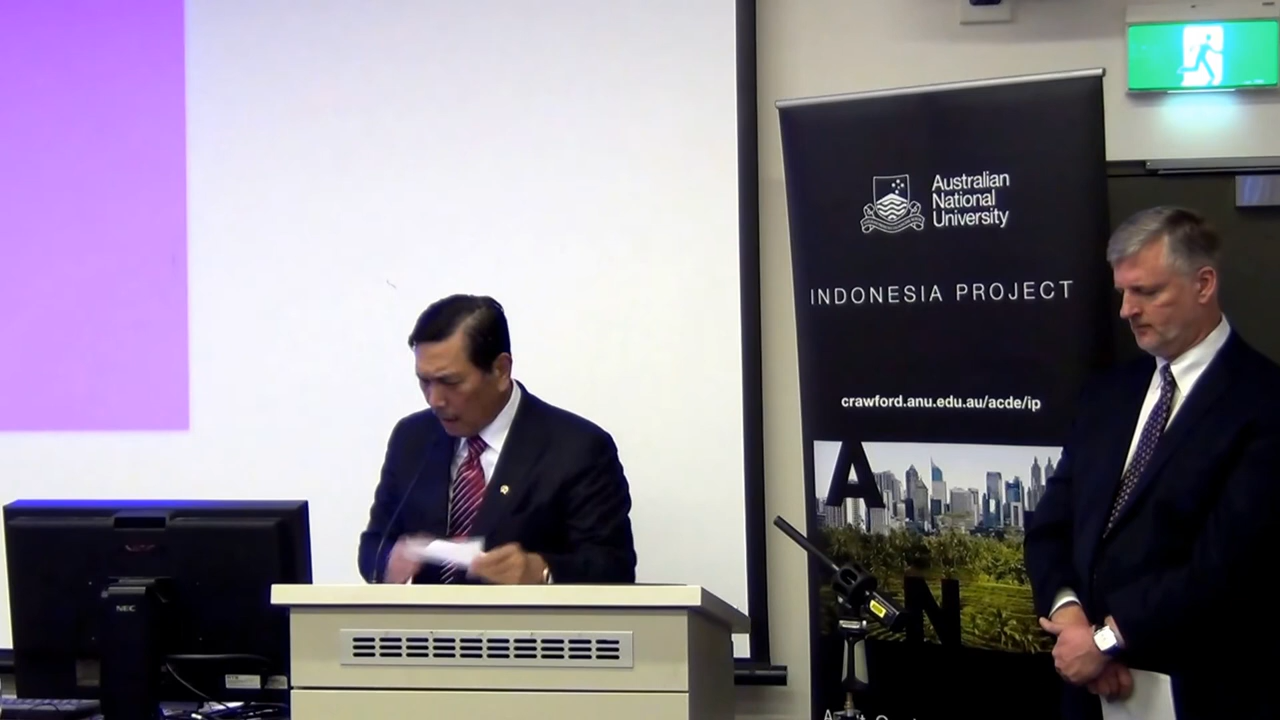 Australian
National
University
INDONESIA PROJECT
crawford.anu.edu.au/acde/ip
A
N
NEC